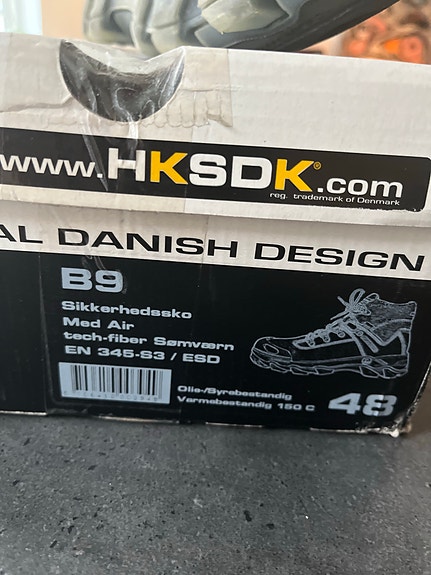 www.HKSDK®.com
reg. trademark of Denmark
AL DANISH DESIGN
B9
Sikkerhedssko
Med Air
tech-fiber Sømværn
EN 345-S3 / ESD
Olie-/Syrebestandig
Varmebestandig 150 C
48